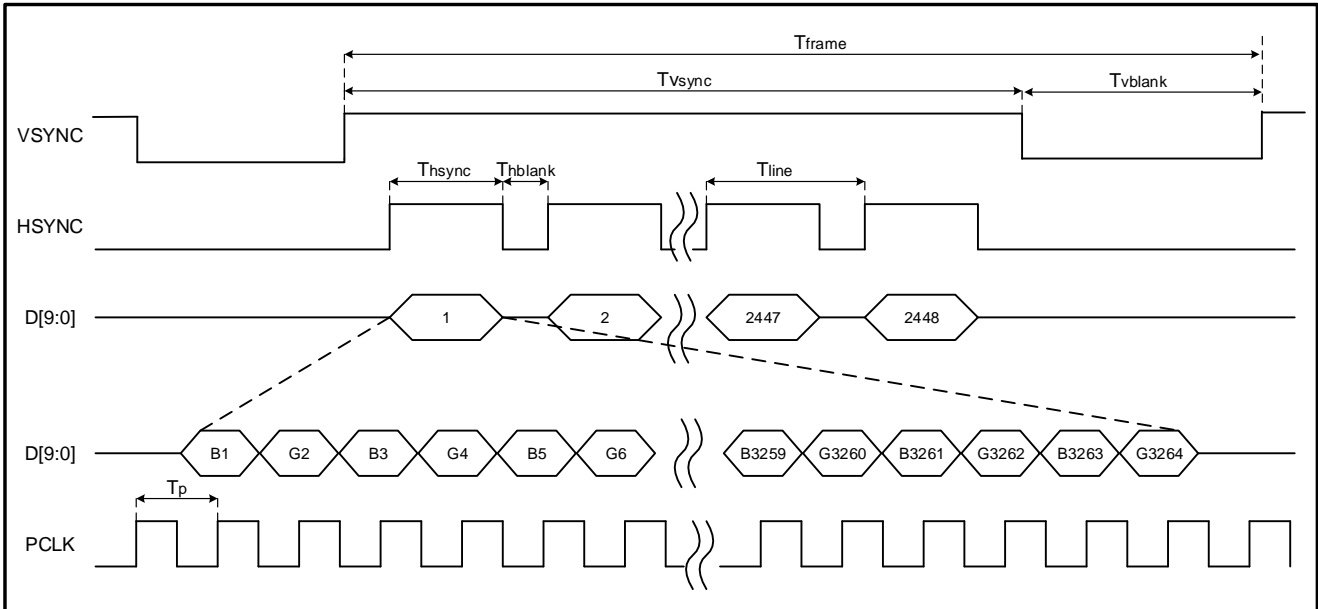 Tframe
Tvsync Tvblank
VSYNC
Thsync Thblank Tline
HSYNC
D[9:0] 1 2 2447 2448
D[9:0] B1 G2 B3 G4 B5 G6 B3259 G3260 B3261 G3262 B3263 G3264
Tp
PCLK